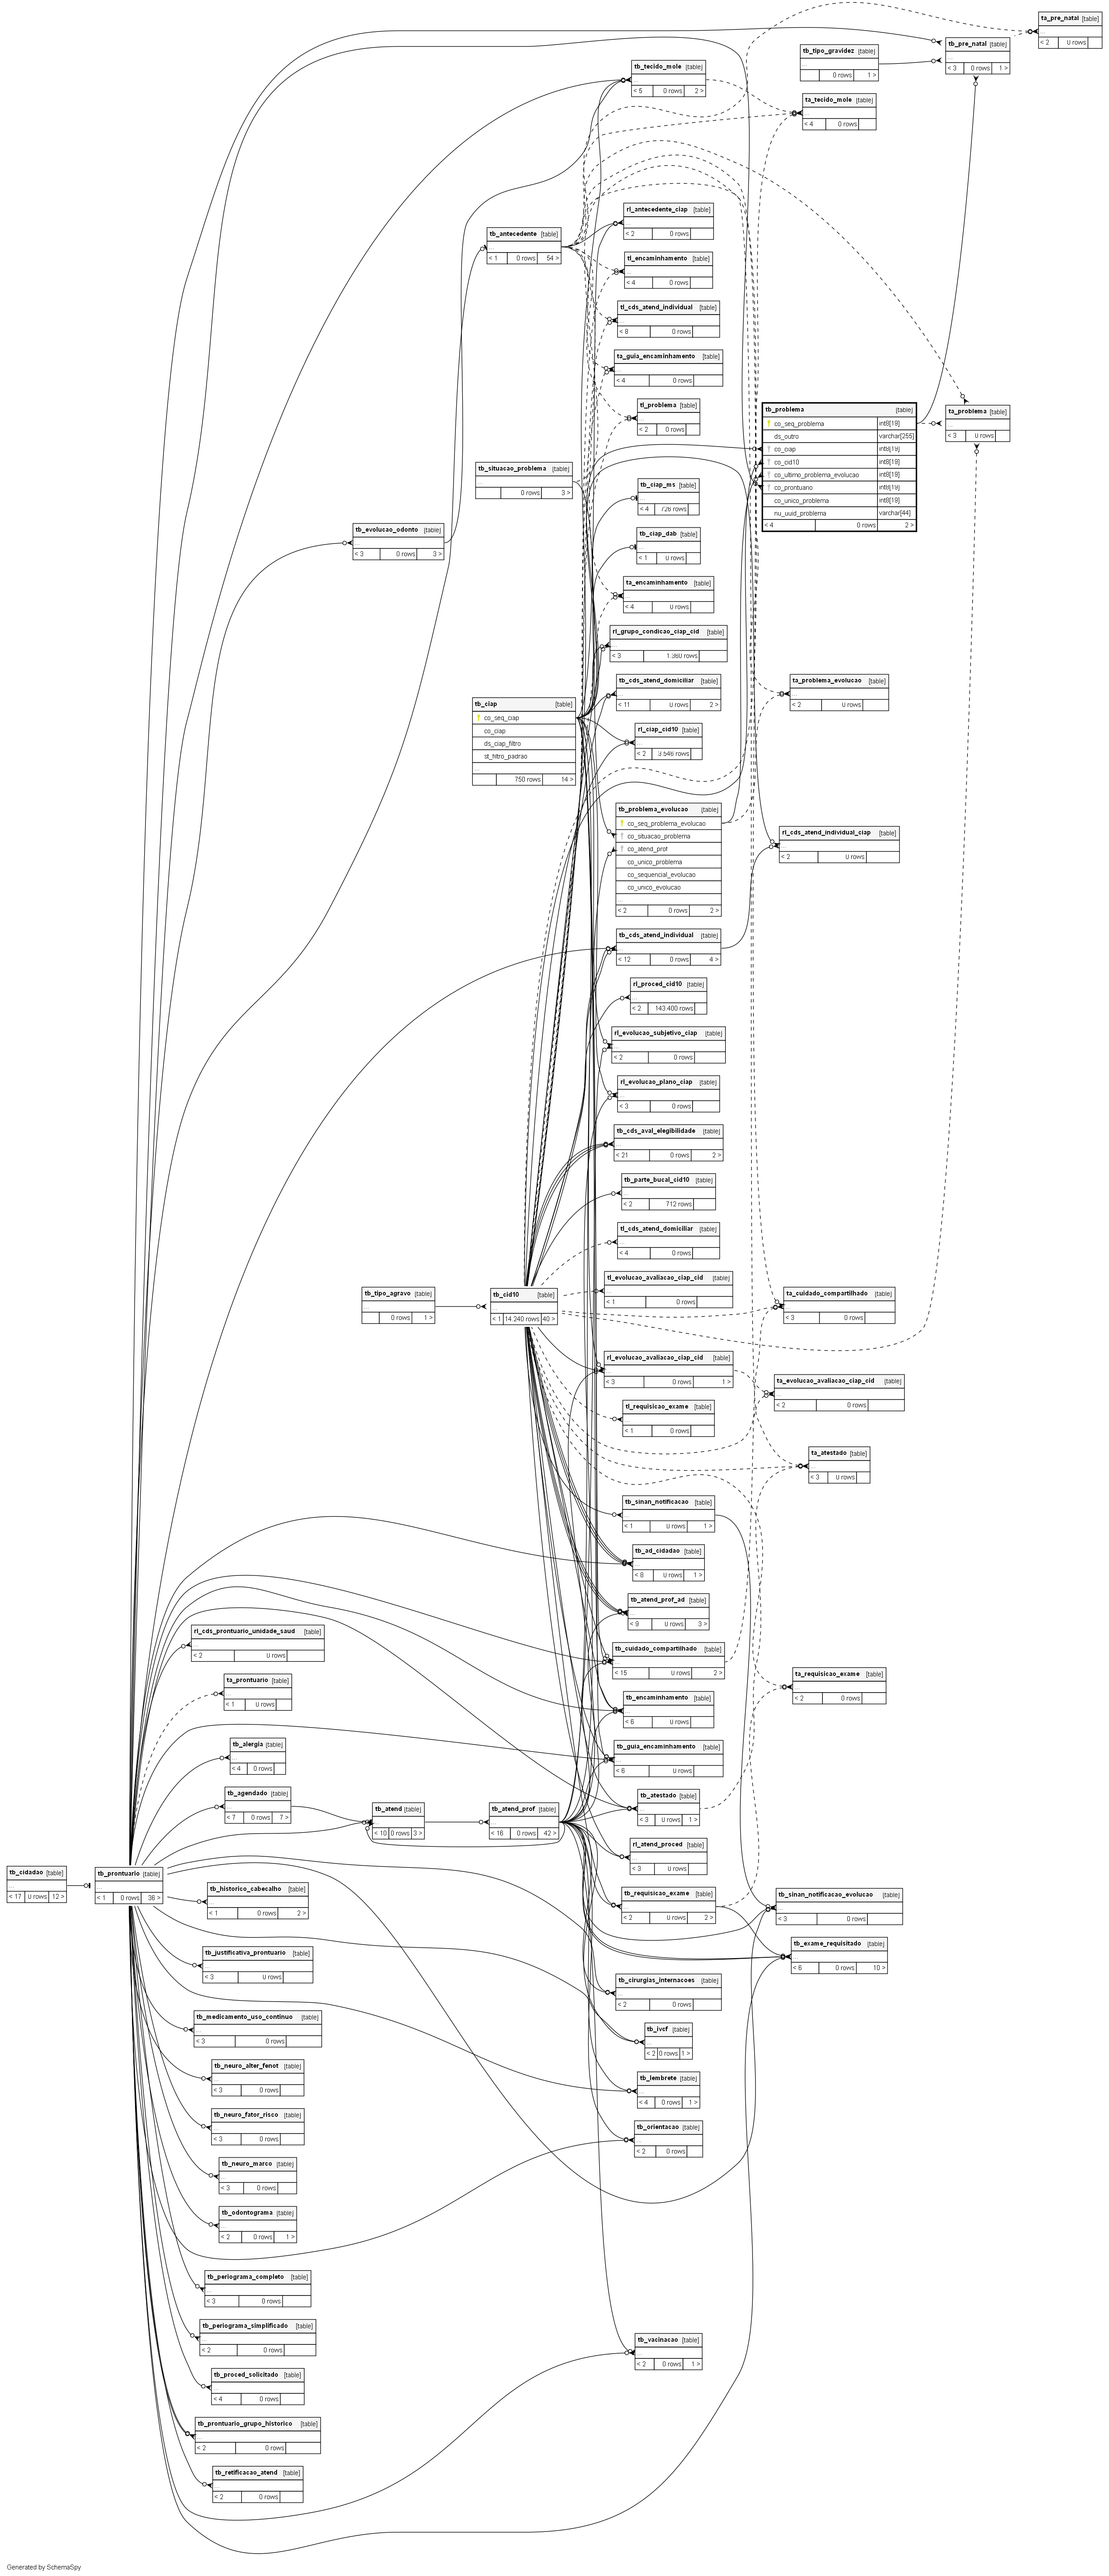 ta_pre_natal [table]
...
< 2 0 rows
tb_pre_natal [table]
...
< 3 0 rows 1 >
tb_tipo_gravidez [table]
...
0 rows 1 >
tb_tecido_mole [table]
...
< 5 0 rows 2 >
ta_tecido_mole [table]
...
< 4 0 rows
rl_antecedente_ciap [table]
...
< 2 0 rows
tb_antecedente [table]
...
< 1 0 rows 54 >
tl_encaminhamento [table]
...
< 4 0 rows
tl_cds_atend_individual [table]
...
< 8 0 rows
ta_guia_encaminhamento [table]
...
< 4 0 rows
tl_problema [table]
...
< 2 0 rows
tb_problema [table]
co_seq_problema int8[19]
ds_outro varchar[255]
co_ciap int8[19]
co_cid10 int8[19]
co_ultimo_problema_evolucao int8[19]
co_prontuario int8[19]
co_unico_problema int8[19]
nu_uuid_problema varchar[44]
< 4 0 rows 2 >
ta_problema [table]
...
< 3 0 rows
tb_situacao_problema [table]
...
0 rows 3 >
tb_ciap_ms [table]
...
< 4 726 rows
tb_evolucao_odonto [table]
...
< 3 0 rows 3 >
tb_ciap_dab [table]
...
< 1 0 rows
ta_encaminhamento [table]
...
< 4 0 rows
rl_grupo_condicao_ciap_cid [table]
...
< 3 1.360 rows
tb_cds_atend_domiciliar [table]
...
< 11 0 rows 2 >
ta_problema_evolucao [table]
...
< 2 0 rows
tb_ciap [table]
co_seq_ciap
co_ciap
ds_ciap_filtro
st_filtro_padrao
...
750 rows 14 >
rl_ciap_cid10 [table]
...
< 2 3.546 rows
tb_problema_evolucao [table]
co_seq_problema_evolucao
co_situacao_problema
co_atend_prof
co_unico_problema
co_sequencial_evolucao
co_unico_evolucao
...
< 2 0 rows 2 >
rl_cds_atend_individual_ciap [table]
...
< 2 0 rows
tb_cds_atend_individual [table]
...
< 12 0 rows 4 >
rl_proced_cid10 [table]
...
< 2 143.400 rows
rl_evolucao_subjetivo_ciap [table]
...
< 2 0 rows
rl_evolucao_plano_ciap [table]
...
< 3 0 rows
tb_cds_aval_elegibilidade [table]
...
< 21 0 rows 2 >
tb_parte_bucal_cid10 [table]
...
< 2 712 rows
tl_cds_atend_domiciliar [table]
...
< 4 0 rows
tl_evolucao_avaliacao_ciap_cid [table]
...
< 1 0 rows
tb_tipo_agravo [table]
...
0 rows 1 >
tb_cid10 [table]
...
< 1 14.240 rows 40 >
ta_cuidado_compartilhado [table]
...
< 3 0 rows
rl_evolucao_avaliacao_ciap_cid [table]
...
< 3 0 rows 1 >
ta_evolucao_avaliacao_ciap_cid [table]
...
< 2 0 rows
tl_requisicao_exame [table]
...
< 1 0 rows
ta_atestado [table]
...
< 3 0 rows
tb_sinan_notificacao [table]
...
< 1 0 rows 1 >
tb_ad_cidadao [table]
...
< 8 0 rows 1 >
tb_atend_prof_ad [table]
...
< 9 0 rows 3 >
rl_cds_prontuario_unidade_saud [table]
...
< 2 0 rows
tb_cuidado_compartilhado [table]
...
< 15 0 rows 2 >
ta_prontuario [table]
...
< 1 0 rows
ta_requisicao_exame [table]
...
< 2 0 rows
tb_encaminhamento [table]
...
< 6 0 rows
tb_alergia [table]
...
< 4 0 rows
tb_guia_encaminhamento [table]
...
< 6 0 rows
tb_agendado [table]
...
< 7 0 rows 7 >
tb_atestado [table]
...
< 3 0 rows 1 >
tb_atend [table]
...
< 10 0 rows 3 >
tb_atend_prof [table]
...
< 16 0 rows 42 >
rl_atend_proced [table]
...
< 3 0 rows
tb_cidadao [table]
...
< 17 0 rows 12 >
tb_prontuario [table]
...
< 1 0 rows 36 >
tb_historico_cabecalho [table]
...
< 1 0 rows 2 >
tb_requisicao_exame [table]
...
< 2 0 rows 2 >
tb_sinan_notificacao_evolucao [table]
...
< 3 0 rows
tb_justificativa_prontuario [table]
...
< 3 0 rows
tb_exame_requisitado [table]
...
< 6 0 rows 10 >
tb_cirurgias_internacoes [table]
...
< 2 0 rows
tb_medicamento_uso_continuo [table]
...
< 3 0 rows
tb_ivcf [table]
...
< 2 0 rows 1 >
tb_neuro_alter_fenot [table]
...
< 3 0 rows
tb_lembrete [table]
...
< 4 0 rows 1 >
tb_neuro_fator_risco [table]
...
< 3 0 rows
tb_orientacao [table]
...
< 2 0 rows
tb_neuro_marco [table]
...
< 3 0 rows
tb_odontograma [table]
...
< 2 0 rows 1 >
tb_periograma_completo [table]
...
< 3 0 rows
tb_periograma_simplificado [table]
...
< 2 0 rows
tb_vacinacao [table]
...
< 2 0 rows 1 >
tb_proced_solicitado [table]
...
< 4 0 rows
tb_prontuario_grupo_historico [table]
...
< 2 0 rows
tb_retificacao_atend [table]
...
< 2 0 rows
Generated by SchemaSpy